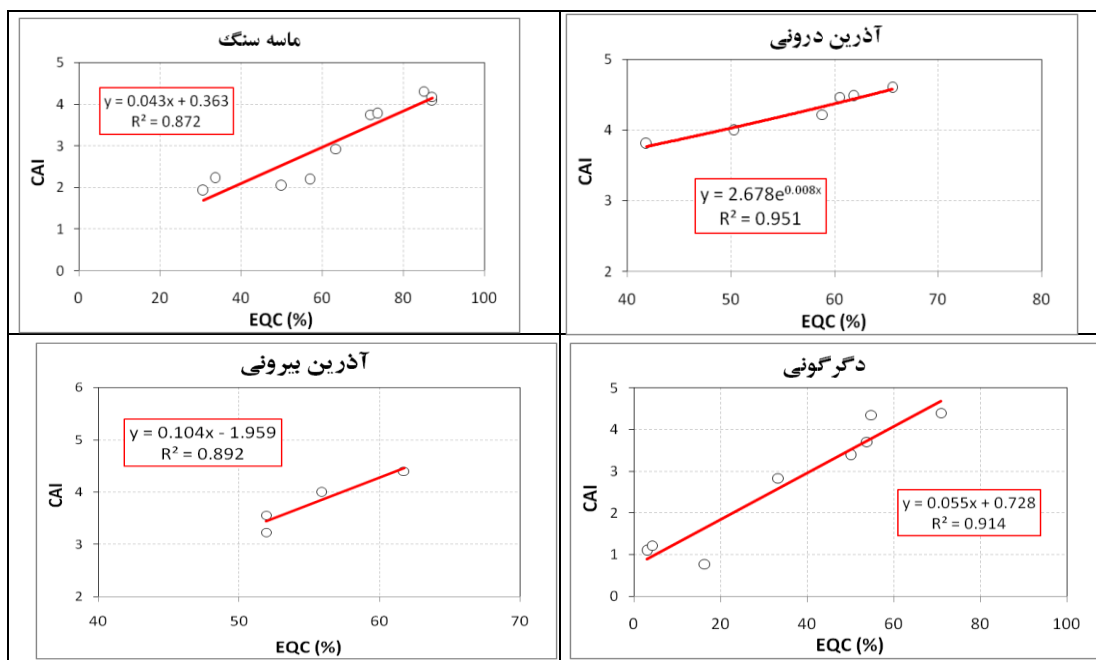 ماسه سنگ
y = 0.043x + 0.363
R² = 0.872
CAI
5
4
3
2
1
0
0 20 40 60 80 100
EQC (%)
آذرین درونی
y = 2.678e^0.008x
R² = 0.951
CAI
5
4
3
2
40 50 60 70 80
EQC (%)
آذرین بیرونی
y = 0.104x - 1.959
R² = 0.892
CAI
6
5
4
3
2
40 50 60 70
EQC (%)
دگرگونی
y = 0.055x + 0.728
R² = 0.914
CAI
5
4
3
2
1
0
0 20 40 60 80 100
EQC (%)